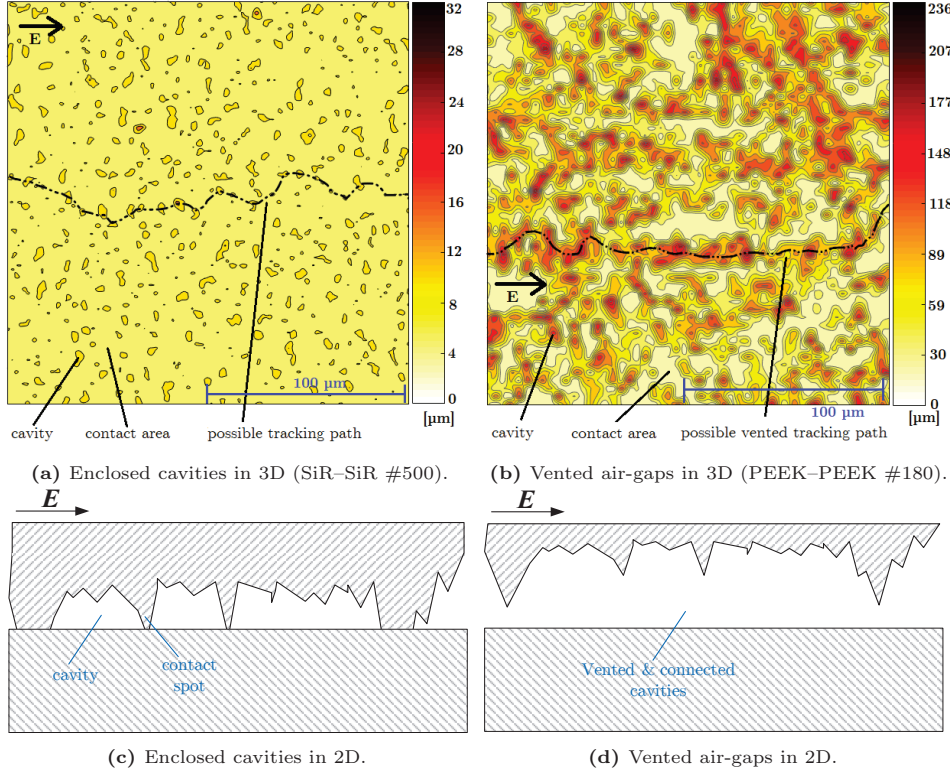 E
32
28
24
20
16
12
8
4
0
[µm]
100 µm
cavity
contact area
possible tracking path
(a) Enclosed cavities in 3D (SiR–SiR #500).
E
236
207
177
148
118
89
59
30
0
[µm]
100 µm
cavity
contact area
possible vented tracking path
(b) Vented air-gaps in 3D (PEEK–PEEK #180).
E
cavity
contact
spot
(c) Enclosed cavities in 2D.
E
Vented & connected
cavities
(d) Vented air-gaps in 2D.